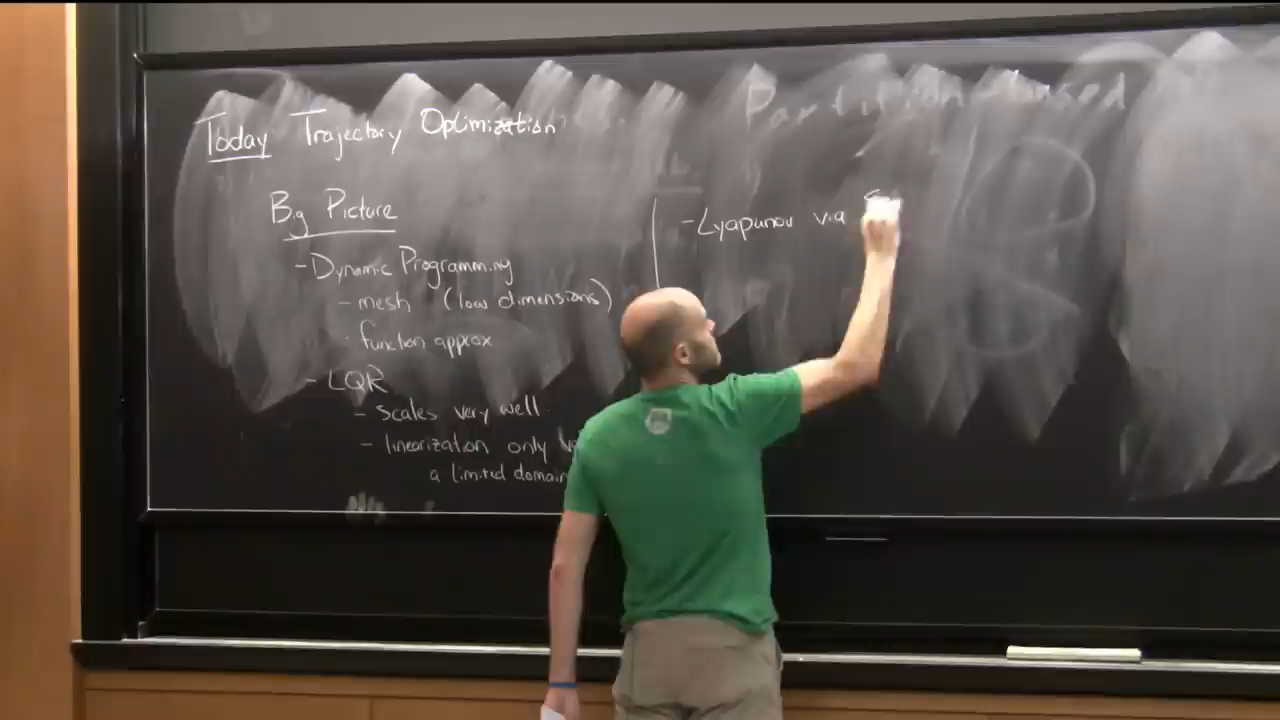 Today Trajectory Optimization
Big Picture
- Dynamic Programming
- mesh (low dimensions)
- function approx
- LQR
- scales very well
- linearization only
a limited domain
- Lyapunov via
Partition-based